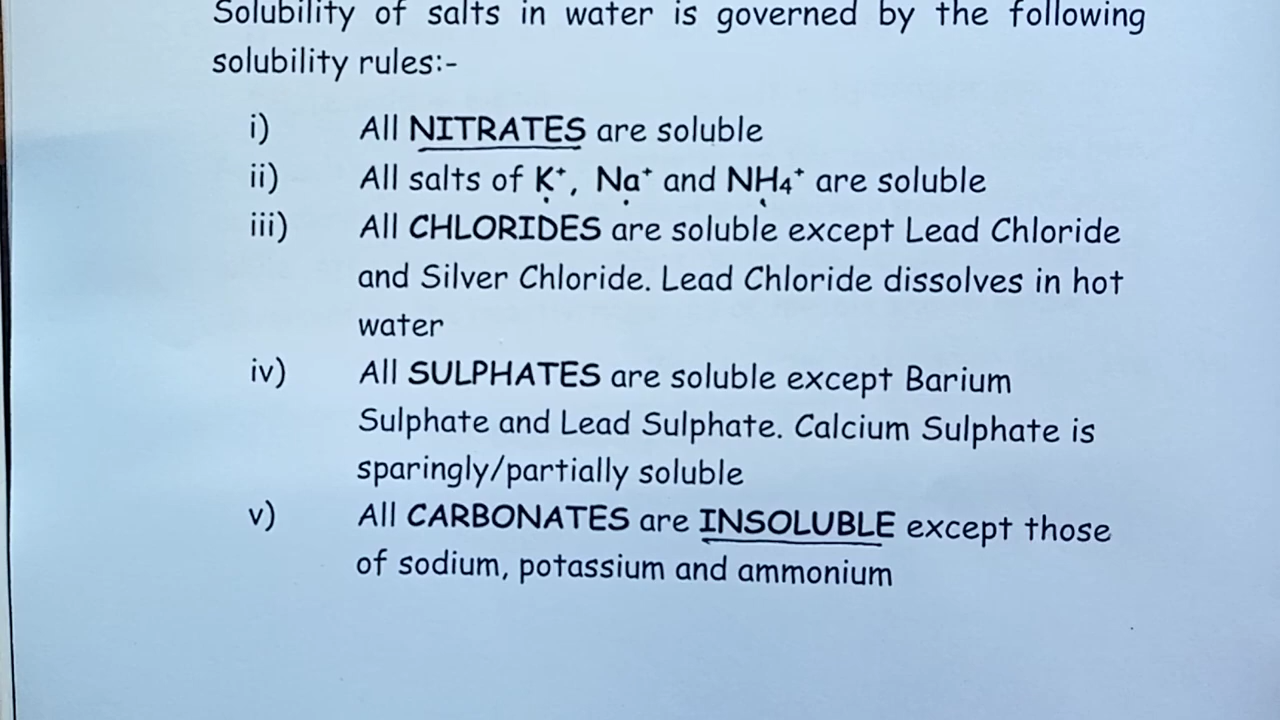 Solubility of salts in water is governed by the following
solubility rules:-
i) All NITRATES are soluble
ii) All salts of K⁺, Na⁺ and NH₄⁺ are soluble
iii) All CHLORIDES are soluble except Lead Chloride
and Silver Chloride. Lead Chloride dissolves in hot
water
iv) All SULPHATES are soluble except Barium
Sulphate and Lead Sulphate. Calcium Sulphate is
sparingly/partially soluble
v) All CARBONATES are INSOLUBLE except those
of sodium, potassium and ammonium